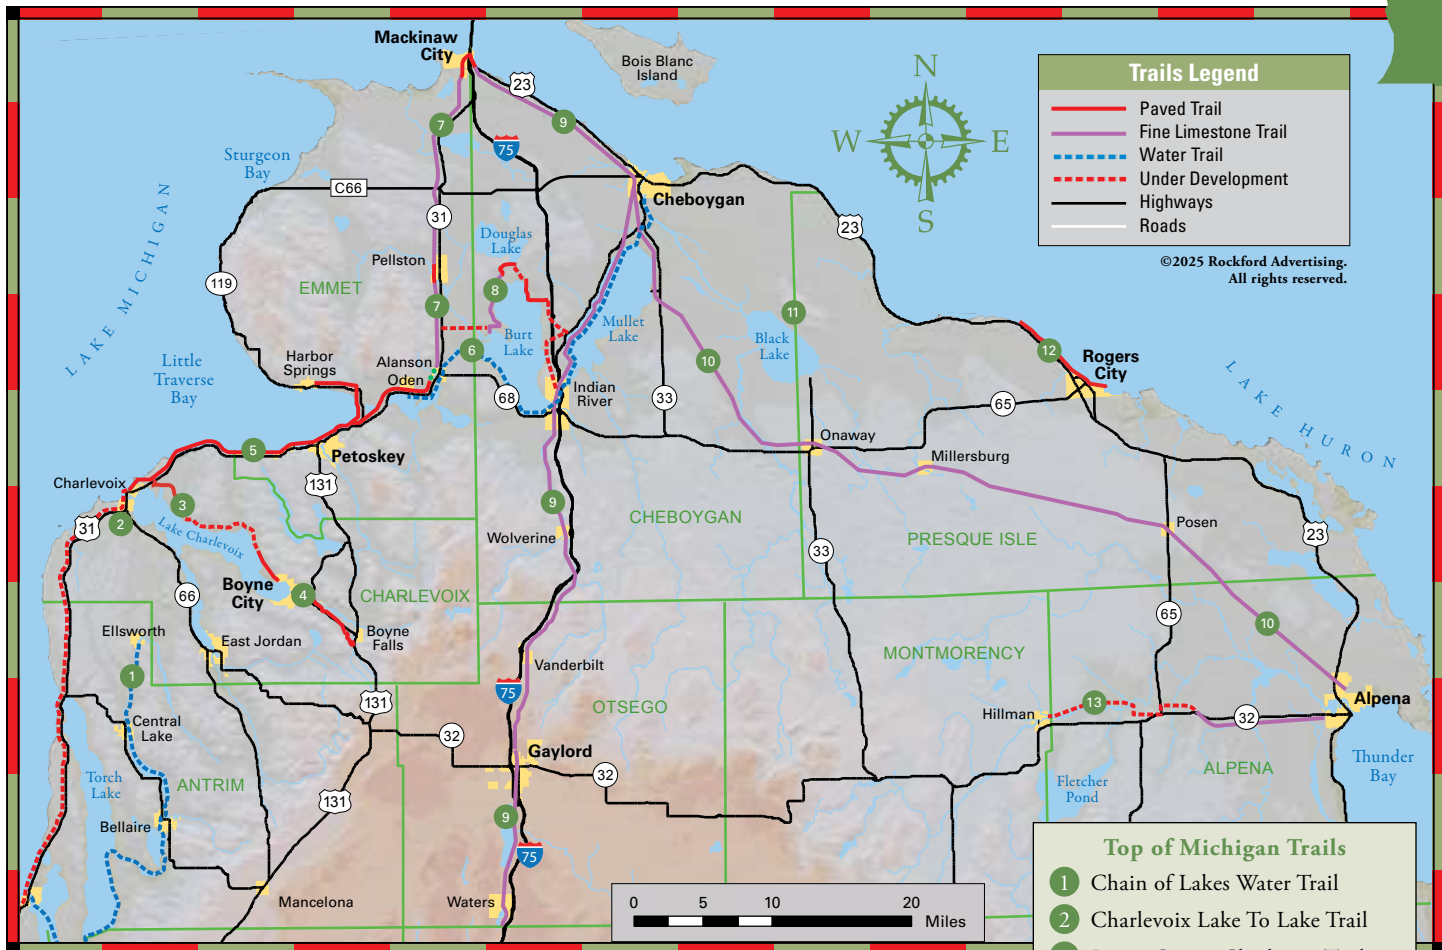 Mackinaw
City
Bois Blanc
Island
23
9
7
75
N
W
E
S
Trails Legend
Paved Trail
Fine Limestone Trail
Water Trail
Under Development
Highways
Roads
©2025 Rockford Advertising.
All rights reserved.
Sturgeon
Bay
C66
Cheboygan
LAKE MICHIGAN
31
Douglas
Lake
23
Pellston
119
EMMET
8
7
11
Mullet
Lake
Burt
Lake
Black
Lake
6
10
12
Rogers
City
LAKE HURON
Little
Traverse
Bay
Harbor
Springs
Alanson
Oden
68
Indian
River
33
65
Onaway
5
Petoskey
Millersburg
Charlevoix
131
3
9
2
31
Lake Charlevoix
Wolverine
CHEBOYGAN
PRESQUE ISLE
Posen
23
33
Boyne
City
4
66
CHARLEVOIX
65
10
Ellsworth
East Jordan
Boyne
Falls
MONTMORENCY
Vanderbilt
1
75
131
OTSEGO
Hillman
13
32
Alpena
Central
Lake
32
Gaylord
Thunder
Bay
Torch
Lake
ANTRIM
32
Fletcher
Pond
ALPENA
131
Bellaire
9
75
Mancelona
Waters
0
5
10
20
Miles
Top of Michigan Trails
1 Chain of Lakes Water Trail
2 Charlevoix Lake To Lake Trail